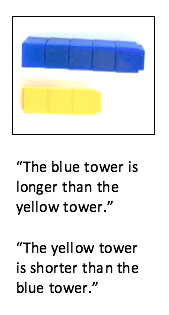 “The blue tower is
longer than the
yellow tower.”
“The yellow tower
is shorter than the
blue tower.”